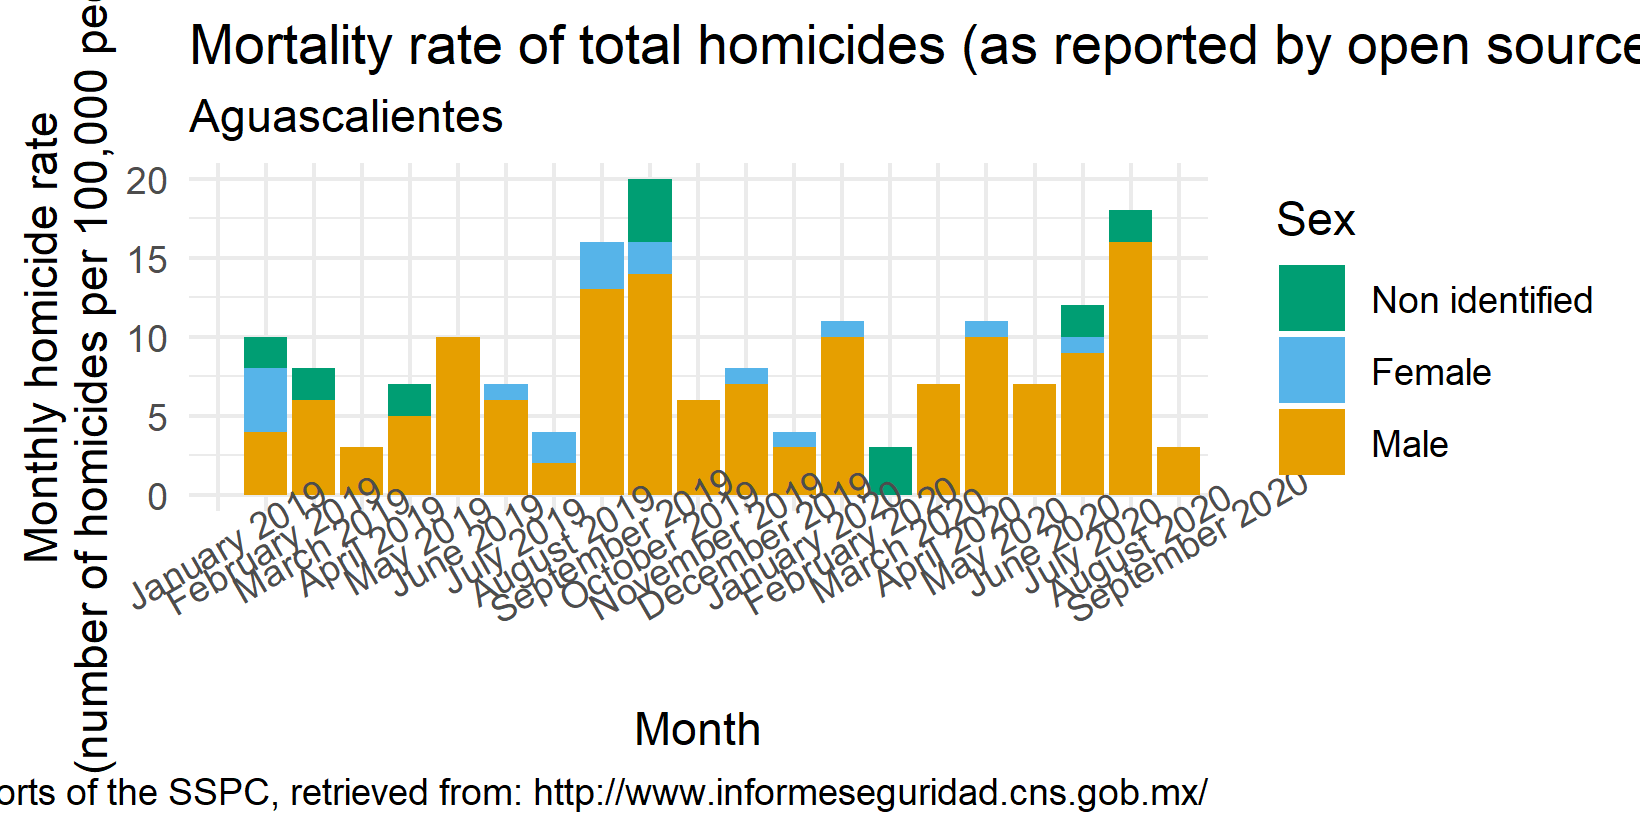 Mortality rate of total homicides (as reported by open source
Aguascalientes
Monthly homicide rate
(number of homicides per 100,000
20
15
10
5
0
January 2019
February 2019
March 2019
April 2019
May 2019
June 2019
July 2019
August 2019
September 2019
October 2019
November 2019
December 2019
January 2020
February 2020
March 2020
April 2020
May 2020
June 2020
July 2020
August 2020
September 2020
Month
Sex
Non identified
Female
Male
orts of the SSPC, retrieved from: http://www.informeseguridad.cns.gob.mx/